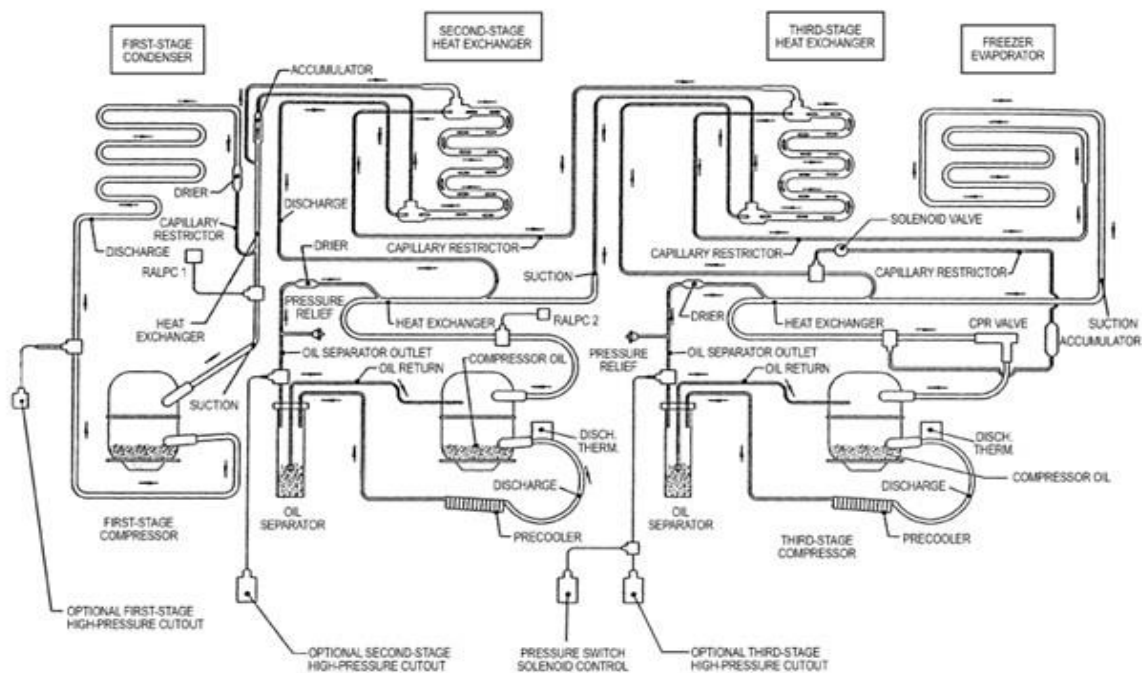 FIRST-STAGE
CONDENSER
SECOND-STAGE
HEAT EXCHANGER
THIRD-STAGE
HEAT EXCHANGER
FREEZER
EVAPORATOR
ACCUMULATOR
DRIER
CAPILLARY
RESTRICTOR
DISCHARGE
RALPC 1
HEAT
EXCHANGER
SUCTION
FIRST-STAGE
COMPRESSOR
OPTIONAL FIRST-STAGE
HIGH-PRESSURE CUTOUT
DISCHARGE
DRIER
CAPILLARY RESTRICTOR
SUCTION
PRESSURE
RELIEF
HEAT EXCHANGER
RALPC 2
OIL SEPARATOR OUTLET
COMPRESSOR OIL
OIL RETURN
DISCH.
THERM.
DISCHARGE
OIL
SEPARATOR
PRECOOLER
OPTIONAL SECOND-STAGE
HIGH-PRESSURE CUTOUT
SOLENOID VALVE
CAPILLARY RESTRICTOR
CAPILLARY RESTRICTOR
DRIER
HEAT EXCHANGER
CPR VALVE
SUCTION
ACCUMULATOR
PRESSURE
RELIEF
OIL SEPARATOR OUTLET
OIL RETURN
DISCH.
THERM.
COMPRESSOR OIL
DISCHARGE
OIL
SEPARATOR
THIRD-STAGE
COMPRESSOR
PRECOOLER
PRESSURE SWITCH
SOLENOID CONTROL
OPTIONAL THIRD-STAGE
HIGH-PRESSURE CUTOUT